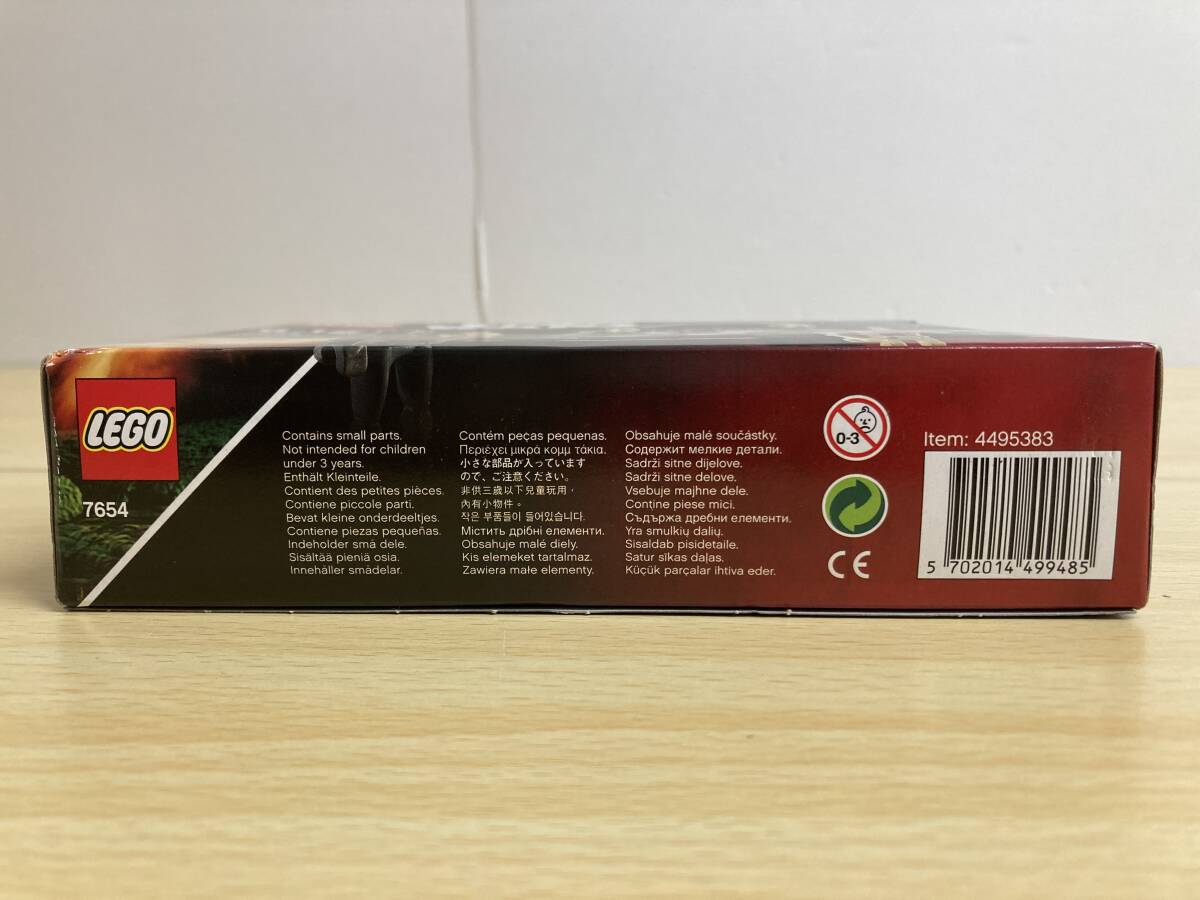 LEGO
7654
Contains small parts.
Not intended for children
under 3 years.
Enthält Kleinteile.
Contient des petites pièces.
Contiene piccole parti.
Bevat kleine onderdeeltjes.
Contiene piezas pequeñas.
Indeholder små dele.
Sisältää pieniä osia.
Innehåller smådelar.
Contém peças pequenas.
Περιέχει μικρά κομμ τάκια.
小さな部品が入っています
ので、ご注意ください。
非供三歲以下兒童玩用，
內有小物件。
작은 부품들이 들어있습니다.
Містить дрібні елементи.
Obsahuje malé diely.
Kis elemeket tartalmaz.
Zawiera małe elementy.
Obsahuje malé součástky.
Содержит мелкие детали.
Sadrži sitne dijelove.
Sadrži sitne delove.
Vsebuje majhne dele.
Conține piese mici.
Съдържа дребни елементи.
Yra smulkių dalių.
Sisaldab pisidetaile.
Satur sīkas daļas.
Küçük parçalar ihtiva eder.
0-3
CE
Item: 4495383
5 702014 499485